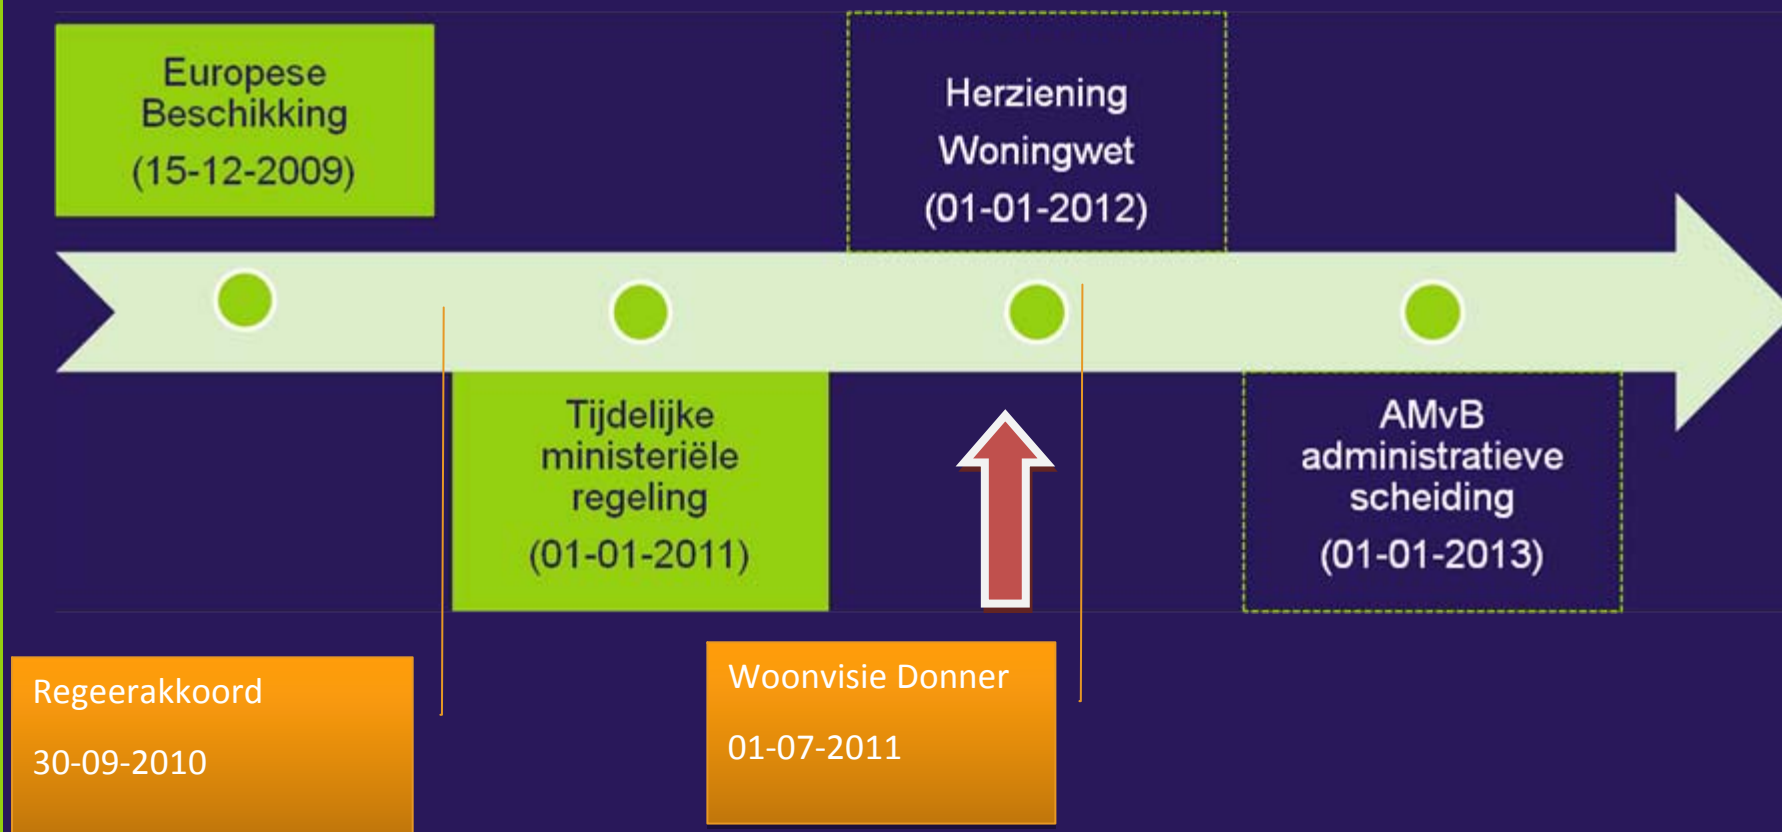 Europese
Beschikking
(15-12-2009)
Herziening
Woningwet
(01-01-2012)
Tijdelijke
ministeriële
regeling
(01-01-2011)
AMvB
administratieve
scheiding
(01-01-2013)
Regeerakkoord
30-09-2010
Woonvisie Donner
01-07-2011